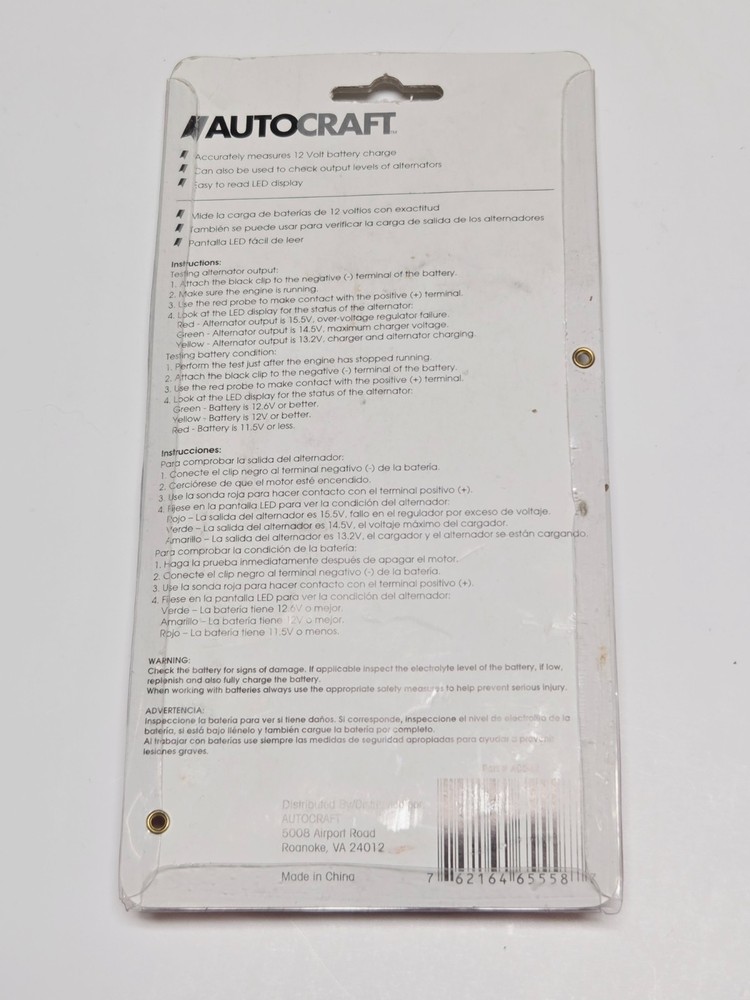 AUTOCRAFT™
Accurately measures 12 Volt battery charge
Can also be used to check output levels of alternators
Easy to read LED display
Mide la carga de baterías de 12 voltios con exactitud
También se puede usar para verificar la carga de salida de los alternadores
Pantalla LED fácil de leer
Instructions:
Testing alternator output:
1. Attach the black clip to the negative (-) terminal of the battery.
2. Make sure the engine is running.
3. Use the red probe to make contact with the positive (+) terminal.
4. Look at the LED display for the status of the alternator:
Red - Alternator output is 15.5V, over-voltage regulator failure.
Green - Alternator output is 14.5V, maximum charger voltage.
Yellow - Alternator output is 13.2V, charger and alternator charging.
Testing battery condition:
1. Perform the test just after the engine has stopped running.
2. Attach the black clip to the negative (-) terminal of the battery.
3. Use the red probe to make contact with the positive (+) terminal.
4. Look at the LED display for the status of the alternator:
Green - Battery is 12.6V or better.
Yellow - Battery is 12V or better.
Red - Battery is 11.5V or less.
Instrucciones:
Para comprobar la salida del alternador:
1. Conecte el clip negro al terminal negativo (-) de la batería.
2. Cerciórese de que el motor esté encendido.
3. Use la sonda roja para hacer contacto con el terminal positivo (+).
4. Fíjese en la pantalla LED para ver la condición del alternador:
Rojo – La salida del alternador es 15.5V, fallo en el regulador por exceso de voltaje.
Verde – La salida del alternador es 14.5V, el voltaje máximo del cargador.
Amarillo – La salida del alternador es 13.2V, el cargador y el alternador se están cargando.
Para comprobar la condición de la batería:
1. Haga la prueba inmediatamente después de apagar el motor.
2. Conecte el clip negro al terminal negativo (-) de la batería.
3. Use la sonda roja para hacer contacto con el terminal positivo (+).
4. Fíjese en la pantalla LED para ver la condición del alternador:
Verde – La batería tiene 12.6V o mejor.
Amarillo – La batería tiene 12V o mejor.
Rojo – La batería tiene 11.5V o menos.
WARNING:
Check the battery for signs of damage. If applicable inspect the electrolyte level of the battery, if low,
replenish and also fully charge the battery.
When working with batteries always use the appropriate safety measures to help prevent serious injury.
ADVERTENCIA:
Inspeccione la batería para ver si tiene daños. Si corresponde, inspeccione el nivel de electrolito de la
batería, si está bajo llénelo y también cargue la batería por completo.
Al trabajar con baterías use siempre las medidas de seguridad apropiadas para ayudar a prevenir
lesiones graves.
Distributed By/Distribuido por:
AUTOCRAFT
5008 Airport Road
Roanoke, VA 24012
Made in China
7 62164 65558 7